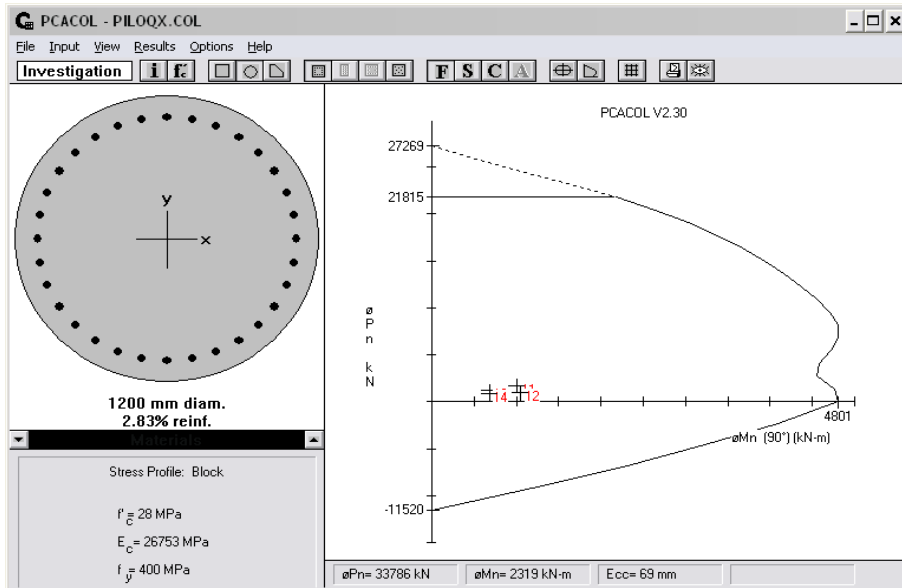 PCACOL - PILOQX.COL
File Input View Results Options Help
Investigation i f'c F S C A
y
x
1200 mm diam.
2.83% reinf.
Materials
Stress Profile: Block
f'c = 28 MPa
Ec = 26753 MPa
fy = 400 MPa
PCACOL V2.30
27269
21815
øPn kN
14
12
4801
øMn (90°) (kN-m)
-11520
øPn= 33786 kN øMn= 2319 kN-m Ecc= 69 mm